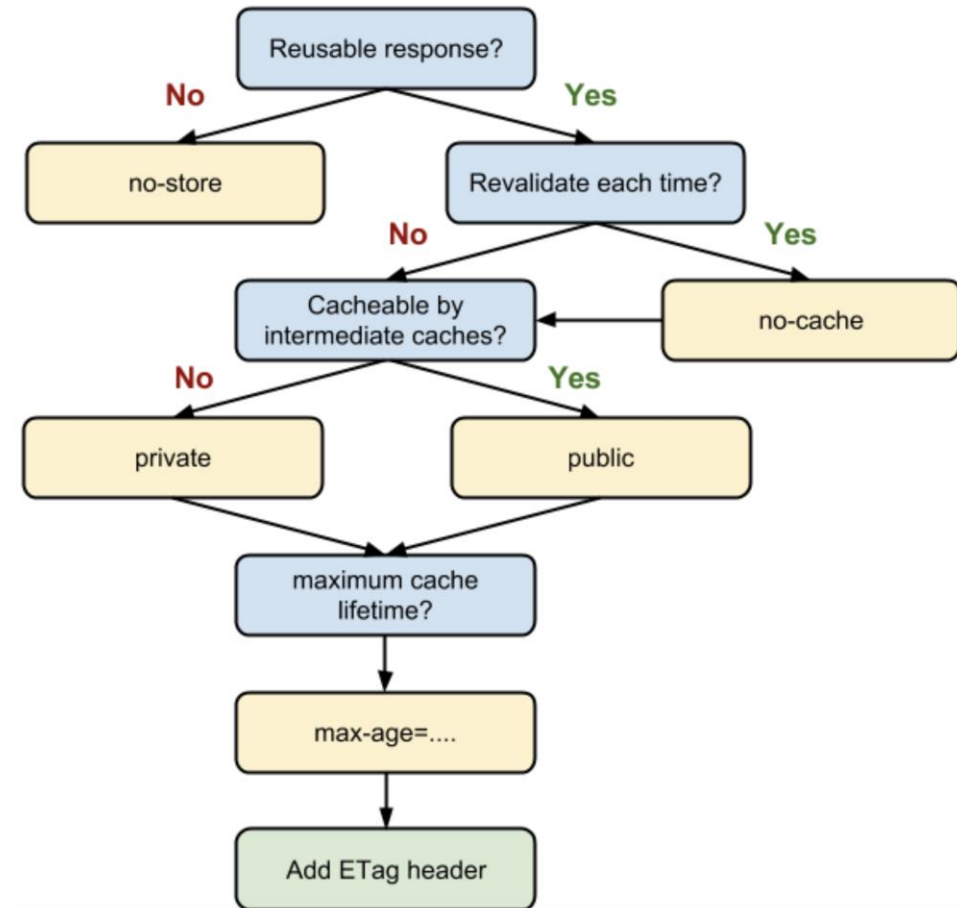 Reusable response?
No
Yes
no-store
Revalidate each time?
No
Yes
Cacheable by
intermediate caches?
no-cache
No
Yes
private
public
maximum cache
lifetime?
max-age=....
Add ETag header